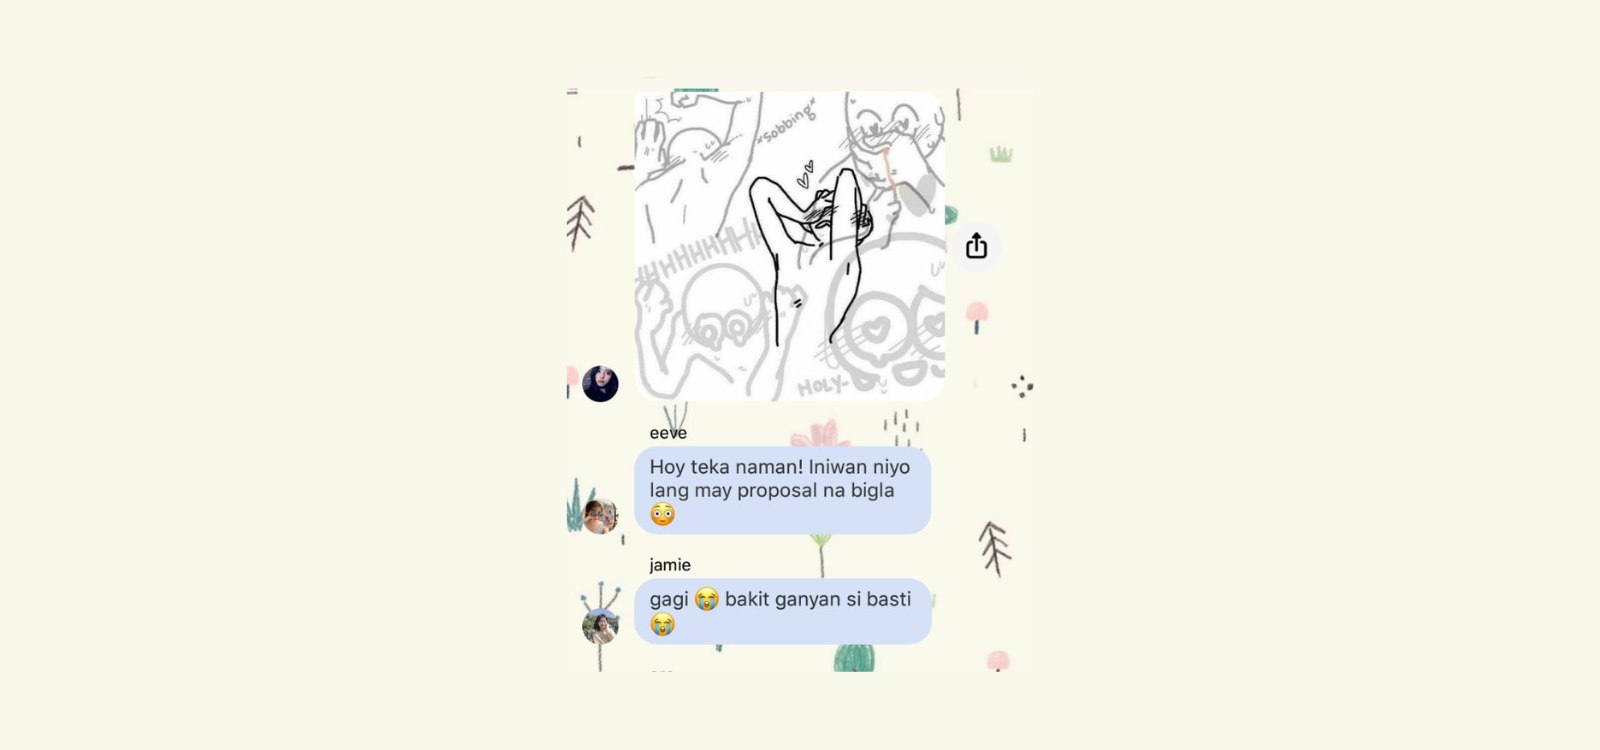 *sobbing*
HHHHHHHH
HOLY-
eeve
Hoy teka naman! Iniwan niyo
lang may proposal na bigla
😳
jamie
gagi 😭 bakit ganyan si basti
😭